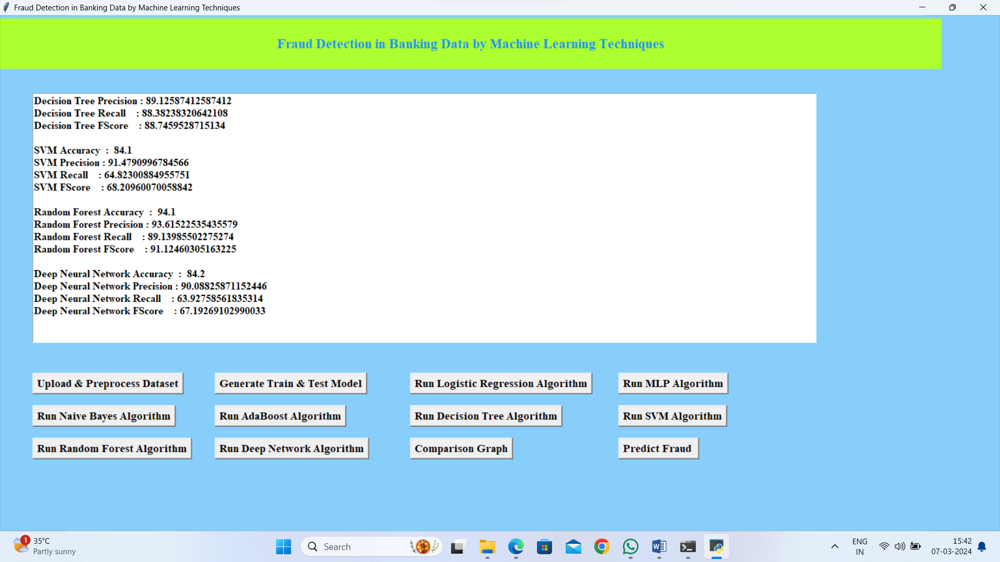 Fraud Detection in Banking Data by Machine Learning Techniques
Fraud Detection in Banking Data by Machine Learning Techniques
Decision Tree Precision : 89.12587412587412
Decision Tree Recall : 88.38238320642108
Decision Tree FScore : 88.7459528715134
SVM Accuracy : 84.1
SVM Precision : 91.4790996784566
SVM Recall : 64.82300884955751
SVM FScore : 68.20960070058842
Random Forest Accuracy : 94.1
Random Forest Precision : 93.61522535435579
Random Forest Recall : 89.13985502275274
Random Forest FScore : 91.12460305163225
Deep Neural Network Accuracy : 84.2
Deep Neural Network Precision : 90.08825871152446
Deep Neural Network Recall : 63.92758561835314
Deep Neural Network FScore : 67.19269102990033
Upload & Preprocess Dataset Generate Train & Test Model Run Logistic Regression Algorithm Run MLP Algorithm
Run Naive Bayes Algorithm Run AdaBoost Algorithm Run Decision Tree Algorithm Run SVM Algorithm
Run Random Forest Algorithm Run Deep Network Algorithm Comparison Graph Predict Fraud
1 35°C
Partly sunny
Search
ENG
IN
15:42
07-03-2024